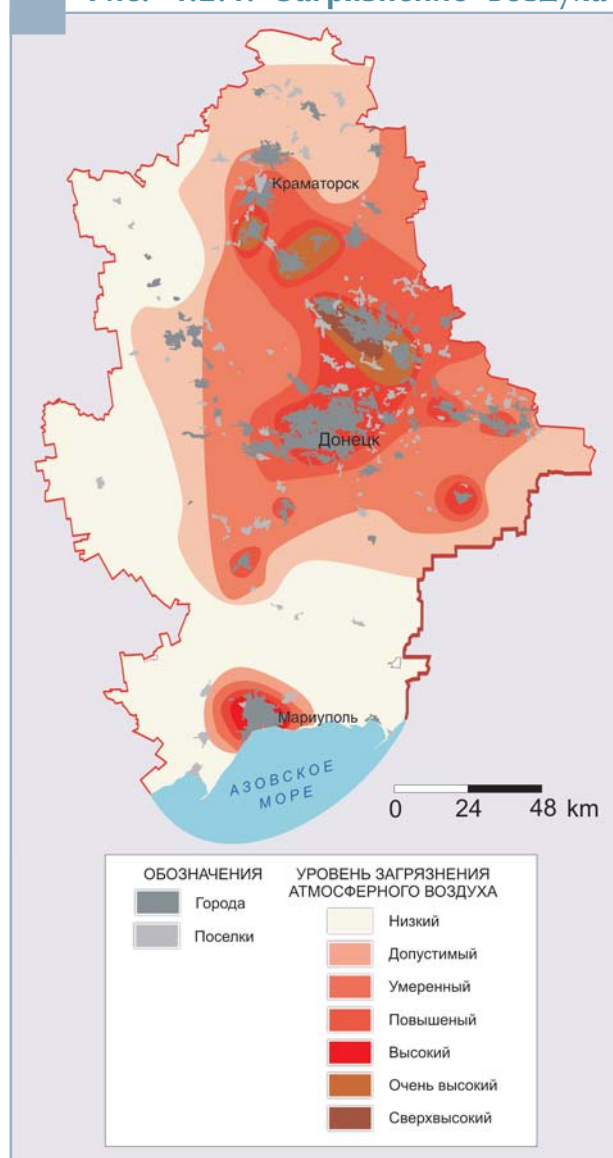 Краматорск
Донецк
Мариуполь
АЗОВСКОЕ
МОРЕ
0 24 48 km
ОБОЗНАЧЕНИЯ
Города
Поселки
УРОВЕНЬ ЗАГРЯЗНЕНИЯ
АТМОСФЕРНОГО ВОЗДУХА
Низкий
Допустимый
Умеренный
Повышеный
Высокий
Очень высокий
Сверхвысокий